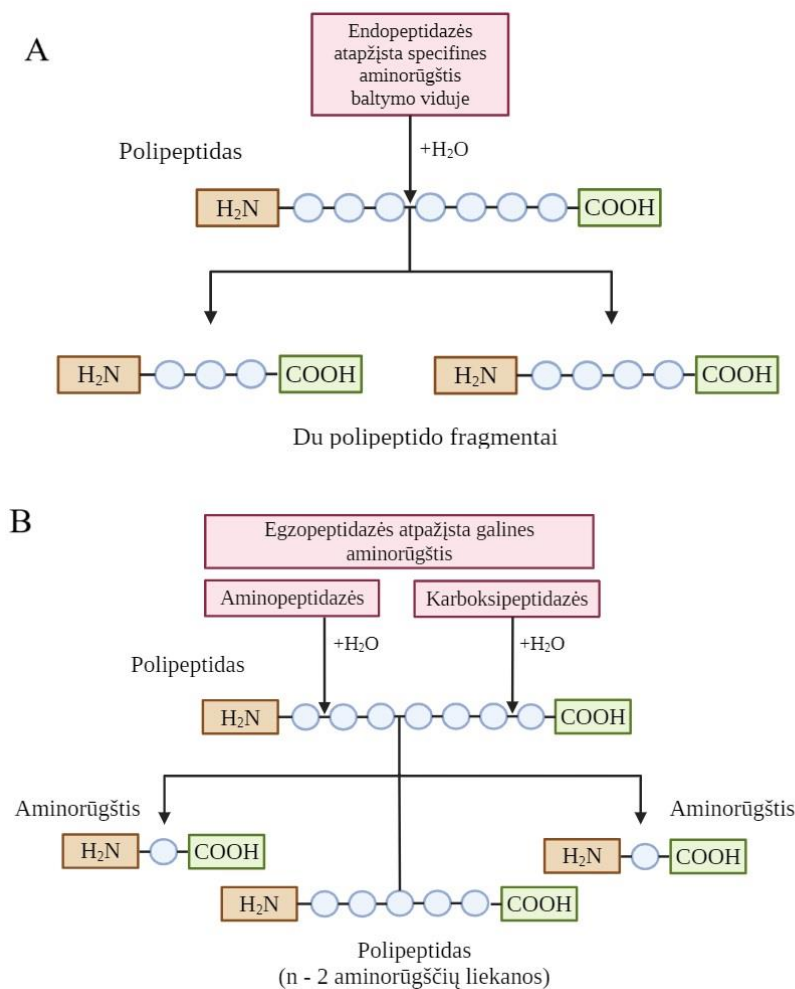 A
Endopeptidazės
atapžįsta specifines
aminorūgštis
baltymo viduje
+H₂O
Polipeptidas
H₂N
COOH
H₂N
COOH
H₂N
COOH
Du polipeptido fragmentai
B
Egzopeptidazės atpažįsta galines
aminorūgštis
Aminopeptidazės
Karboksipeptidazės
+H₂O
+H₂O
Polipeptidas
H₂N
COOH
Aminorūgštis
Aminorūgštis
H₂N
COOH
H₂N
COOH
H₂N
COOH
Polipeptidas
(n - 2 aminorūgščių liekanos)